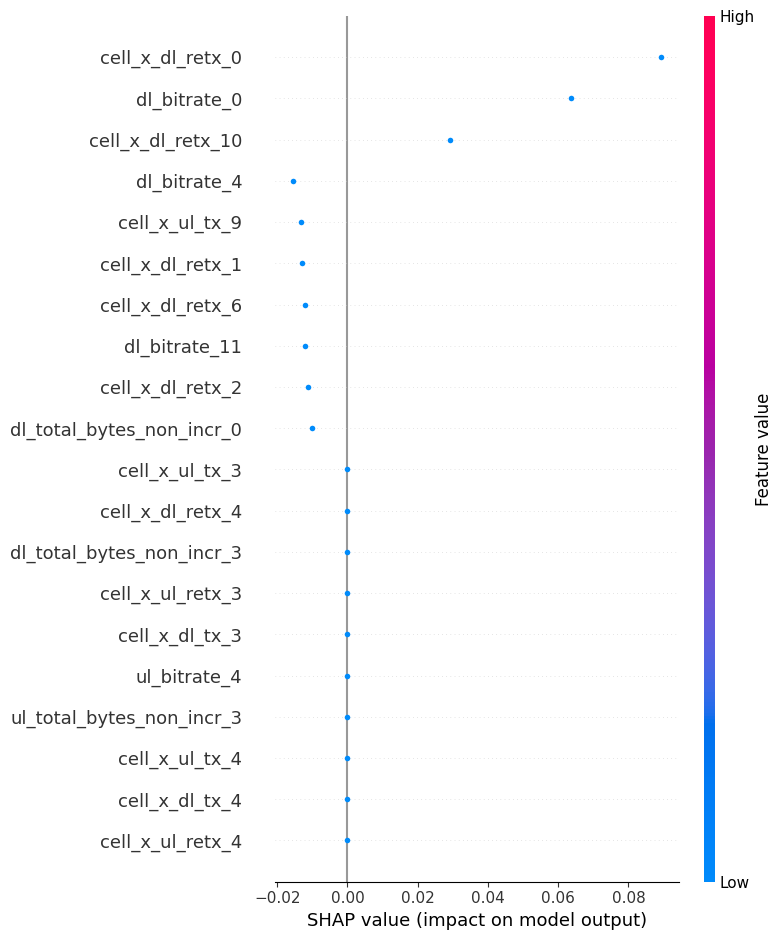 High
cell_x_dl_retx_0
dl_bitrate_0
cell_x_dl_retx_10
dl_bitrate_4
cell_x_ul_tx_9
cell_x_dl_retx_1
cell_x_dl_retx_6
dl_bitrate_11
cell_x_dl_retx_2
dl_total_bytes_non_incr_0
cell_x_ul_tx_3
cell_x_dl_retx_4
dl_total_bytes_non_incr_3
cell_x_ul_retx_3
cell_x_dl_tx_3
ul_bitrate_4
ul_total_bytes_non_incr_3
cell_x_ul_tx_4
cell_x_dl_tx_4
cell_x_ul_retx_4
Feature value
Low
−0.02 0.00 0.02 0.04 0.06 0.08
SHAP value (impact on model output)